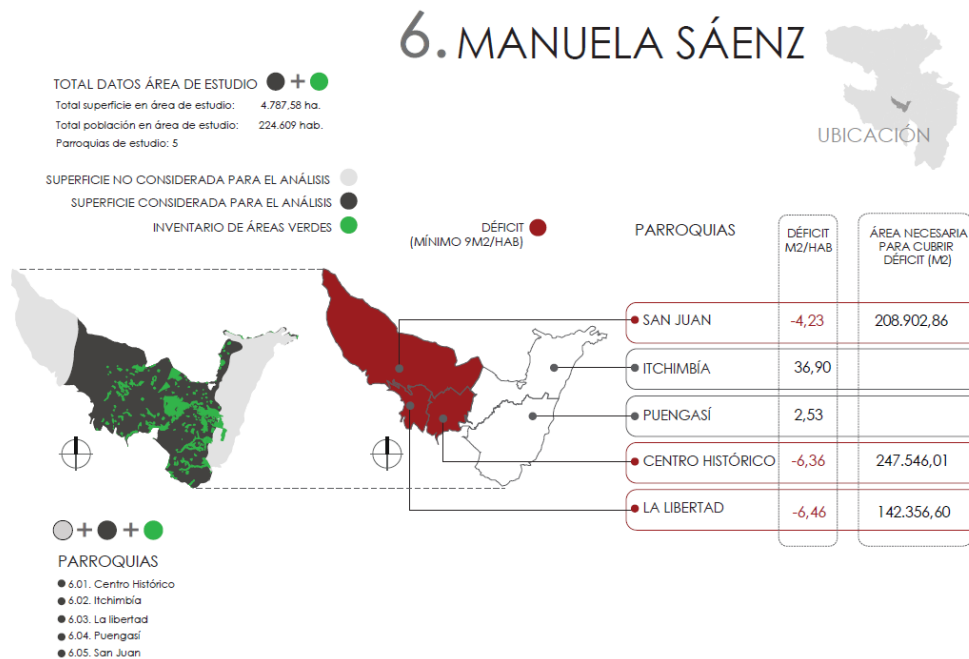 6. MANUELA SÁENZ
UBICACIÓN
TOTAL DATOS ÁREA DE ESTUDIO +
Total superficie en área de estudio: 4.787,58 ha.
Total población en área de estudio: 224.609 hab.
Parroquias de estudio: 5
SUPERFICIE NO CONSIDERADA PARA EL ANÁLISIS
SUPERFICIE CONSIDERADA PARA EL ANÁLISIS
INVENTARIO DE ÁREAS VERDES
DÉFICIT
(MÍNIMO 9M2/HAB)
PARROQUIAS
DÉFICIT
M2/HAB
ÁREA NECESARIA
PARA CUBRIR
DÉFICIT (M2)
SAN JUAN -4,23 208.902,86
ITCHIMBÍA 36,90
PUENGASÍ 2,53
CENTRO HISTÓRICO -6,36 247.546,01
LA LIBERTAD -6,46 142.356,60
+ +
PARROQUIAS
6.01. Centro Histórico
6.02. Itchimbía
6.03. La libertad
6.04. Puengasí
6.05. San Juan